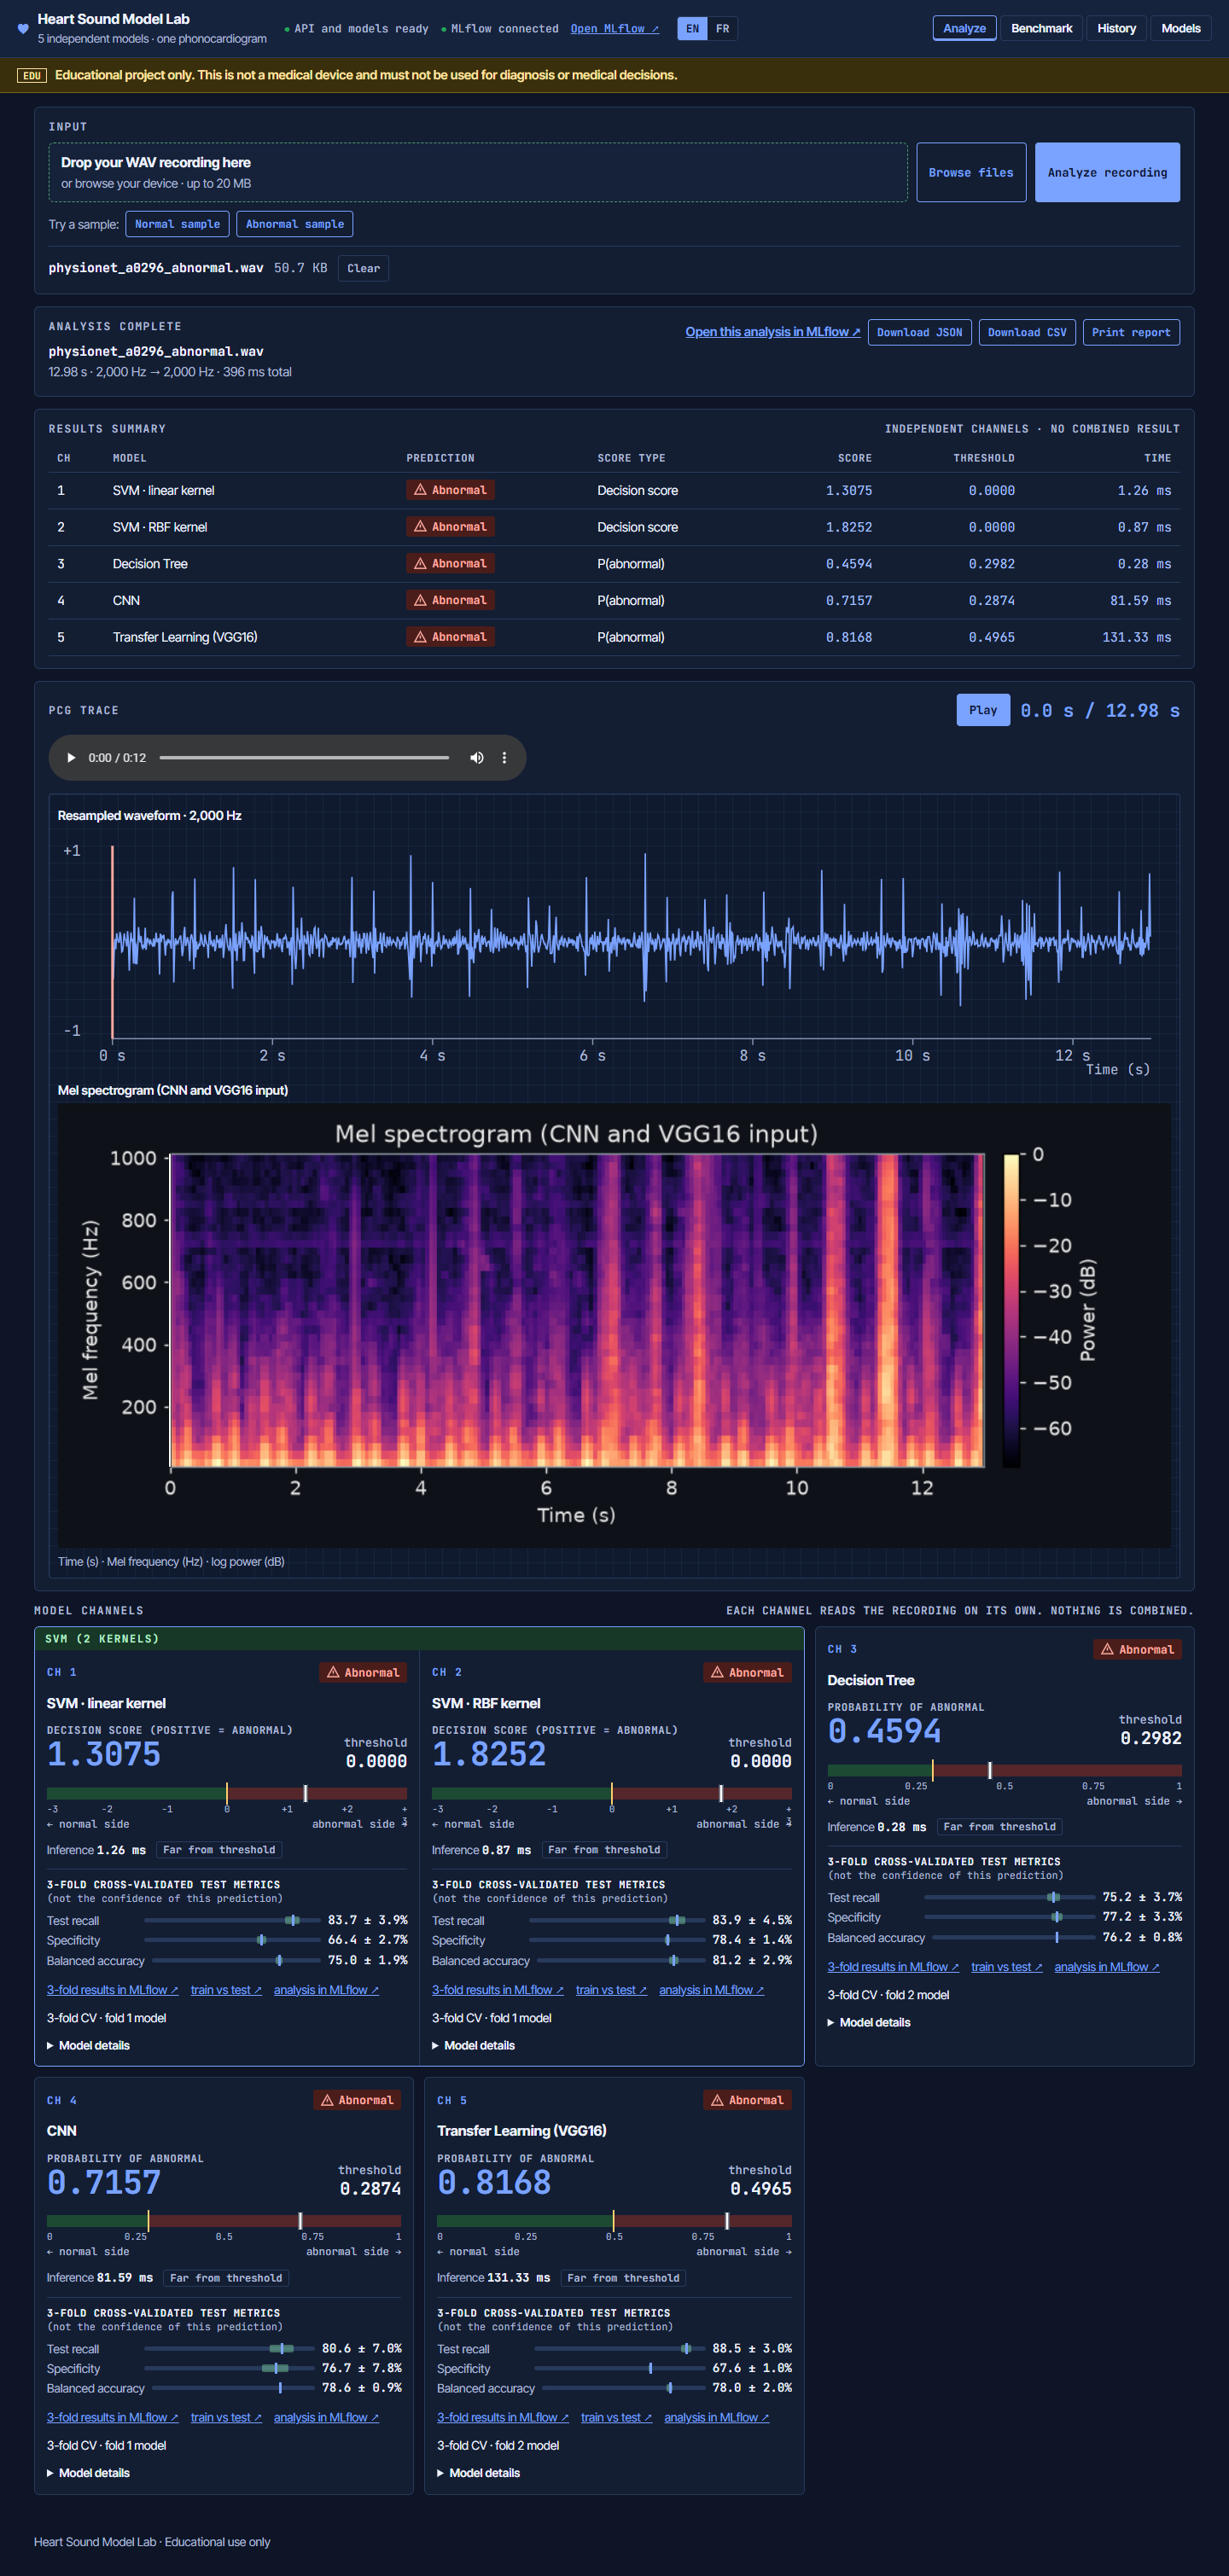 Heart Sound Model Lab
5 independent models · one phonocardiogram
API and models ready
MLflow connected
Open MLflow ↗
EN FR
Analyze Benchmark History Models
EDU Educational project only. This is not a medical device and must not be used for diagnosis or medical decisions.
INPUT
Drop your WAV recording here
or browse your device · up to 20 MB
Browse files
Analyze recording
Try a sample: Normal sample Abnormal sample
physionet_a0296_abnormal.wav 50.7 KB Clear
ANALYSIS COMPLETE
Open this analysis in MLflow ↗ Download JSON Download CSV Print report
physionet_a0296_abnormal.wav
12.98 s · 2,000 Hz → 2,000 Hz · 396 ms total
RESULTS SUMMARY INDEPENDENT CHANNELS · NO COMBINED RESULT
CH MODEL PREDICTION SCORE TYPE SCORE THRESHOLD TIME
1 SVM · linear kernel Abnormal Decision score 1.3075 0.0000 1.26 ms
2 SVM · RBF kernel Abnormal Decision score 1.8252 0.0000 0.87 ms
3 Decision Tree Abnormal P(abnormal) 0.4594 0.2982 0.28 ms
4 CNN Abnormal P(abnormal) 0.7157 0.2874 81.59 ms
5 Transfer Learning (VGG16) Abnormal P(abnormal) 0.8168 0.4965 131.33 ms
PCG TRACE Play 0.0 s / 12.98 s
0:00 / 0:12
Resampled waveform · 2,000 Hz
+1
-1
0 s 2 s 4 s 6 s 8 s 10 s 12 s
Time (s)
Mel spectrogram (CNN and VGG16 input)
Mel spectrogram (CNN and VGG16 input)
Mel frequency (Hz)
1000
800
600
400
200
0 2 4 6 8 10 12
Time (s)
0
−10
−20
−30
−40
−50
−60
Power (dB)
Time (s) · Mel frequency (Hz) · log power (dB)
MODEL CHANNELS EACH CHANNEL READS THE RECORDING ON ITS OWN. NOTHING IS COMBINED.
SVM (2 KERNELS)
CH 1 Abnormal
SVM · linear kernel
DECISION SCORE (POSITIVE = ABNORMAL)
1.3075
threshold
0.0000
-3 -2 -1 0 +1 +2 +3
← normal side abnormal side →
Inference 1.26 ms Far from threshold
3-FOLD CROSS-VALIDATED TEST METRICS
(not the confidence of this prediction)
Test recall 83.7 ± 3.9%
Specificity 66.4 ± 2.7%
Balanced accuracy 75.0 ± 1.9%
3-fold results in MLflow ↗ train vs test ↗ analysis in MLflow ↗
3-fold CV · fold 1 model
▶ Model details
CH 2 Abnormal
SVM · RBF kernel
DECISION SCORE (POSITIVE = ABNORMAL)
1.8252
threshold
0.0000
-3 -2 -1 0 +1 +2 +3
← normal side abnormal side →
Inference 0.87 ms Far from threshold
3-FOLD CROSS-VALIDATED TEST METRICS
(not the confidence of this prediction)
Test recall 83.9 ± 4.5%
Specificity 78.4 ± 1.4%
Balanced accuracy 81.2 ± 2.9%
3-fold results in MLflow ↗ train vs test ↗ analysis in MLflow ↗
3-fold CV · fold 1 model
▶ Model details
CH 3 Abnormal
Decision Tree
PROBABILITY OF ABNORMAL
0.4594
threshold
0.2982
0 0.25 0.5 0.75 1
← normal side abnormal side →
Inference 0.28 ms Far from threshold
3-FOLD CROSS-VALIDATED TEST METRICS
(not the confidence of this prediction)
Test recall 75.2 ± 3.7%
Specificity 77.2 ± 3.3%
Balanced accuracy 76.2 ± 0.8%
3-fold results in MLflow ↗ train vs test ↗ analysis in MLflow ↗
3-fold CV · fold 2 model
▶ Model details
CH 4 Abnormal
CNN
PROBABILITY OF ABNORMAL
0.7157
threshold
0.2874
0 0.25 0.5 0.75 1
← normal side abnormal side →
Inference 81.59 ms Far from threshold
3-FOLD CROSS-VALIDATED TEST METRICS
(not the confidence of this prediction)
Test recall 80.6 ± 7.0%
Specificity 76.7 ± 7.8%
Balanced accuracy 78.6 ± 0.9%
3-fold results in MLflow ↗ train vs test ↗ analysis in MLflow ↗
3-fold CV · fold 1 model
▶ Model details
CH 5 Abnormal
Transfer Learning (VGG16)
PROBABILITY OF ABNORMAL
0.8168
threshold
0.4965
0 0.25 0.5 0.75 1
← normal side abnormal side →
Inference 131.33 ms Far from threshold
3-FOLD CROSS-VALIDATED TEST METRICS
(not the confidence of this prediction)
Test recall 88.5 ± 3.0%
Specificity 67.6 ± 1.0%
Balanced accuracy 78.0 ± 2.0%
3-fold results in MLflow ↗ train vs test ↗ analysis in MLflow ↗
3-fold CV · fold 2 model
▶ Model details
Heart Sound Model Lab · Educational use only